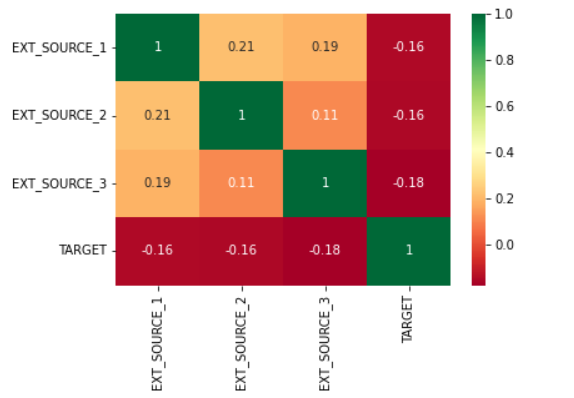 EXT_SOURCE_1 1 0.21 0.19 -0.16
EXT_SOURCE_2 0.21 1 0.11 -0.16
EXT_SOURCE_3 0.19 0.11 1 -0.18
TARGET -0.16 -0.16 -0.18 1
EXT_SOURCE_1
EXT_SOURCE_2
EXT_SOURCE_3
TARGET
1.0
0.8
0.6
0.4
0.2
0.0